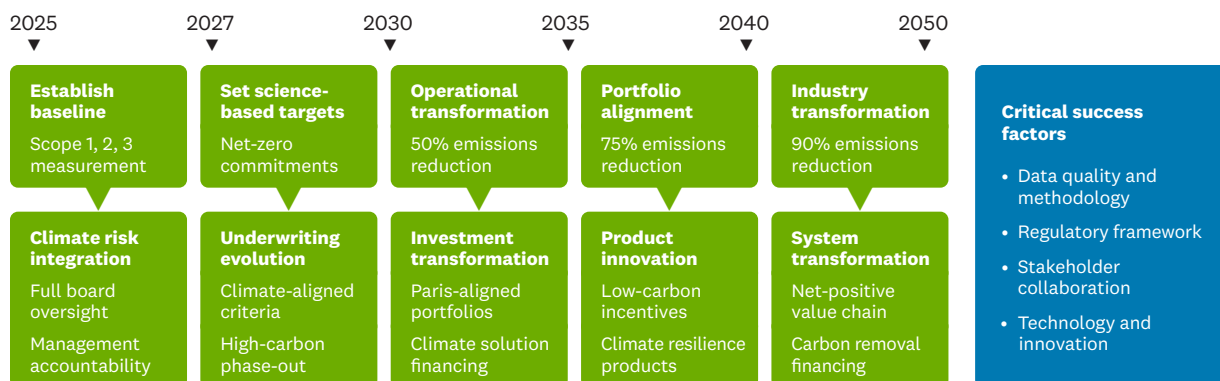 2025 2027 2030 2035 2040 2050
Establish
baseline
Scope 1, 2, 3
measurement
Set science-
based targets
Net-zero
commitments
Operational
transformation
50% emissions
reduction
Portfolio
alignment
75% emissions
reduction
Industry
transformation
90% emissions
reduction
Climate risk
integration
Full board
oversight
Management
accountability
Underwriting
evolution
Climate-aligned
criteria
High-carbon
phase-out
Investment
transformation
Paris-aligned
portfolios
Climate solution
financing
Product
innovation
Low-carbon
incentives
Climate resilience
products
System
transformation
Net-positive
value chain
Carbon removal
financing
Critical success
factors
• Data quality and
methodology
• Regulatory framework
• Stakeholder
collaboration
• Technology and
innovation